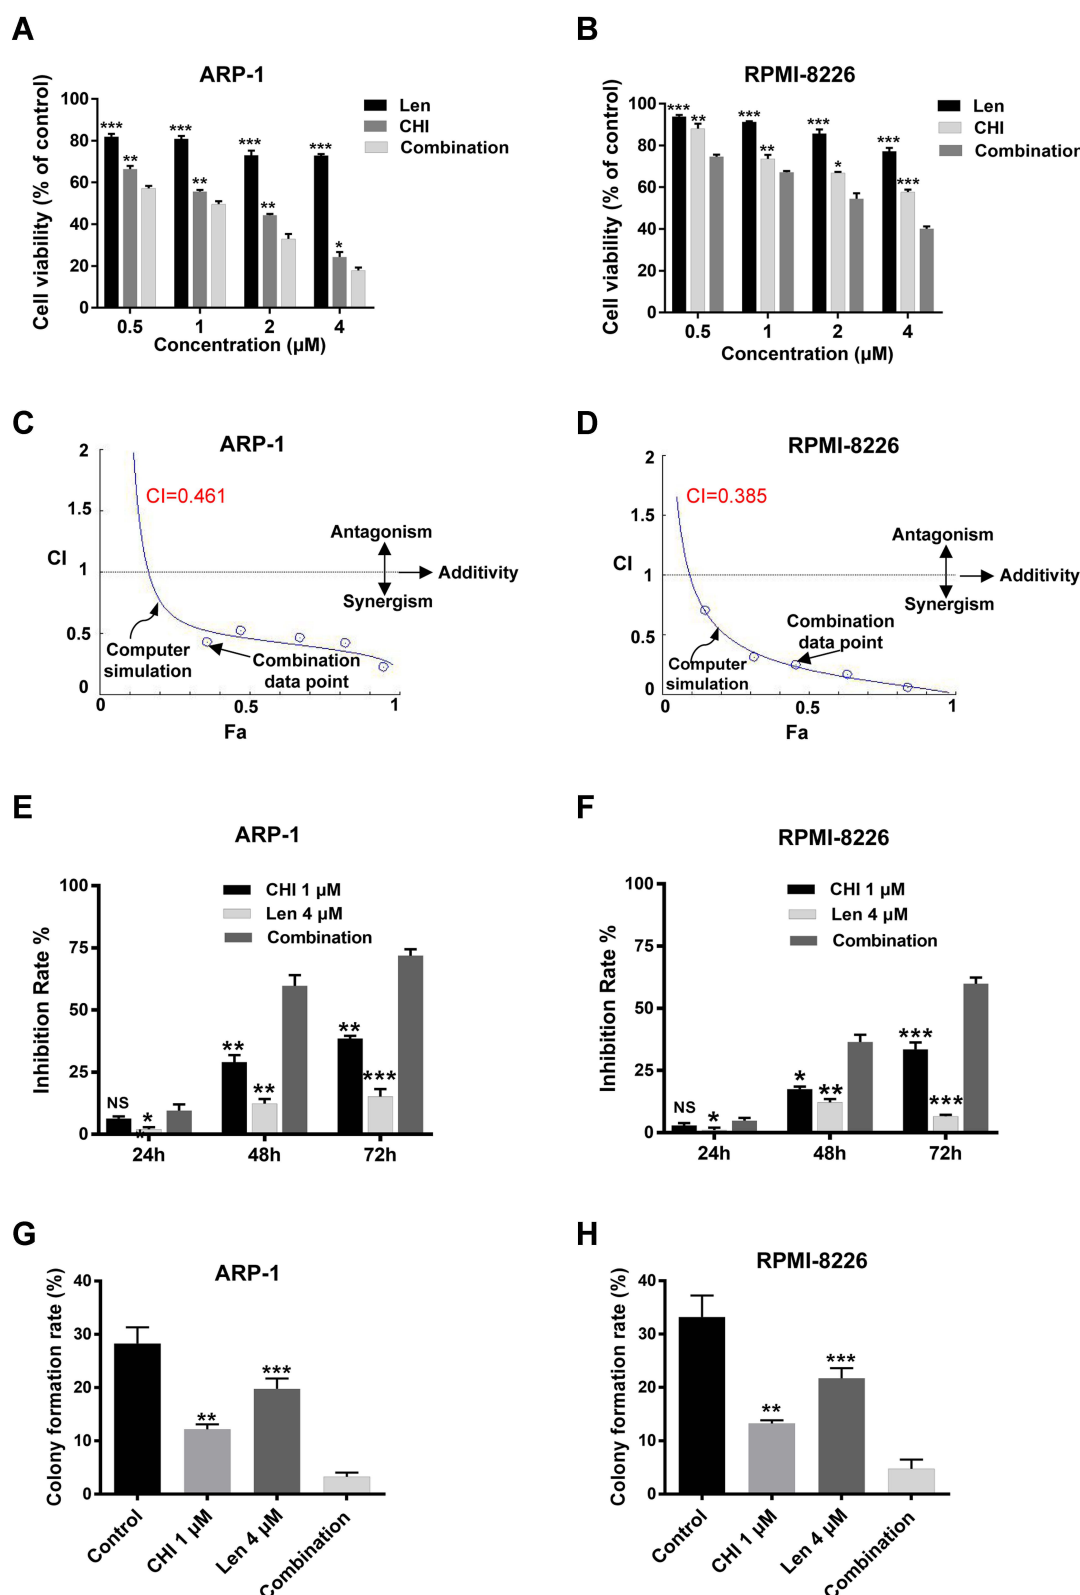 A
ARP-1
Cell viability (% of control)
100
80
60
40
20
0
*** ** *** ** *** ** *** *
0.5 1 2 4
Concentration (µM)
Len
CHI
Combination
B
RPMI-8226
Cell viability (% of control)
100
80
60
40
20
0
*** ** *** ** *** * *** ***
0.5 1 2 4
Concentration (µM)
Len
CHI
Combination
C
ARP-1
2
1.5
CI
1
0.5
0
CI=0.461
Antagonism
Additivity
Synergism
Computer
simulation
Combination
data point
0 0.5 1
Fa
D
RPMI-8226
2
1.5
CI
1
0.5
0
CI=0.385
Antagonism
Additivity
Synergism
Combination
data point
Computer
simulation
0 0.5 1
Fa
E
ARP-1
Inhibition Rate %
100
75
50
25
0
CHI 1 µM
Len 4 µM
Combination
NS * ** ** ** ***
24h 48h 72h
F
RPMI-8226
Inhibition Rate %
100
75
50
25
0
CHI 1 µM
Len 4 µM
Combination
NS * * ** *** ***
24h 48h 72h
G
ARP-1
Colony formation rate (%)
40
30
20
10
0
** ***
Control
CHI 1 µM
Len 4 µM
Combination
H
RPMI-8226
Colony formation rate (%)
40
30
20
10
0
** ***
Control
CHI 1 µM
Len 4 µM
Combination